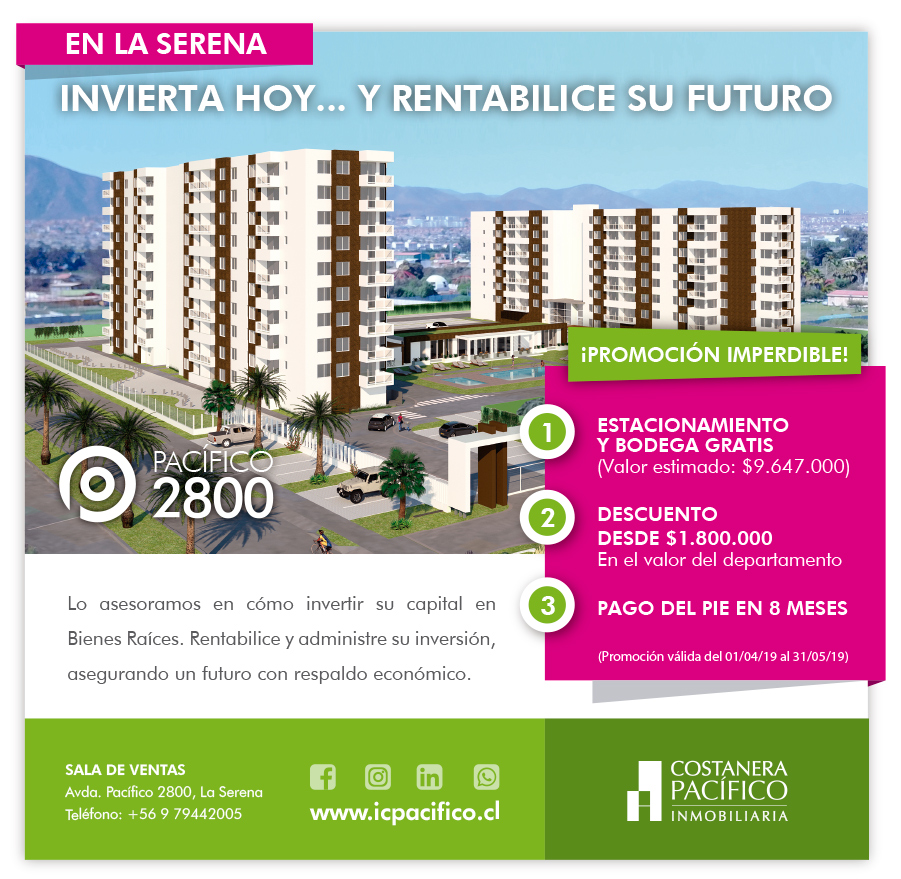 EN LA SERENA
INVIERTA HOY... Y RENTABILICE SU FUTURO
¡PROMOCIÓN IMPERDIBLE!
1
ESTACIONAMIENTO
Y BODEGA GRATIS
(Valor estimado: $9.647.000)
2
DESCUENTO
DESDE $1.800.000
En el valor del departamento
3
PAGO DEL PIE EN 8 MESES
(Promoción válida del 01/04/19 al 31/05/19)
PACÍFICO
2800
Lo asesoramos en cómo invertir su capital en
Bienes Raíces. Rentabilice y administre su inversión,
asegurando un futuro con respaldo económico.
SALA DE VENTAS
Avda. Pacífico 2800, La Serena
Teléfono: +56 9 79442005
www.icpacifico.cl
COSTANERA
PACÍFICO
INMOBILIARIA